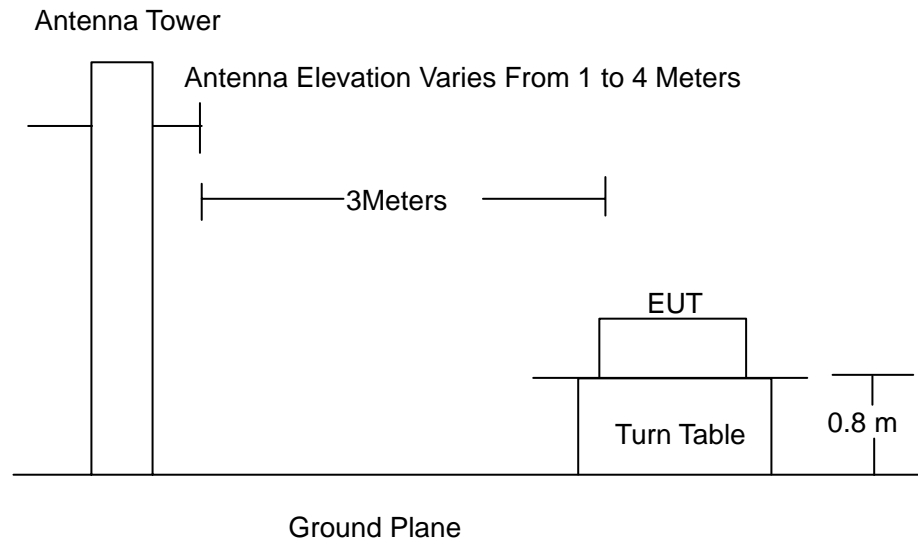 Antenna Tower
Antenna Elevation Varies From 1 to 4 Meters
3Meters
EUT
0.8 m
Turn Table
Ground Plane